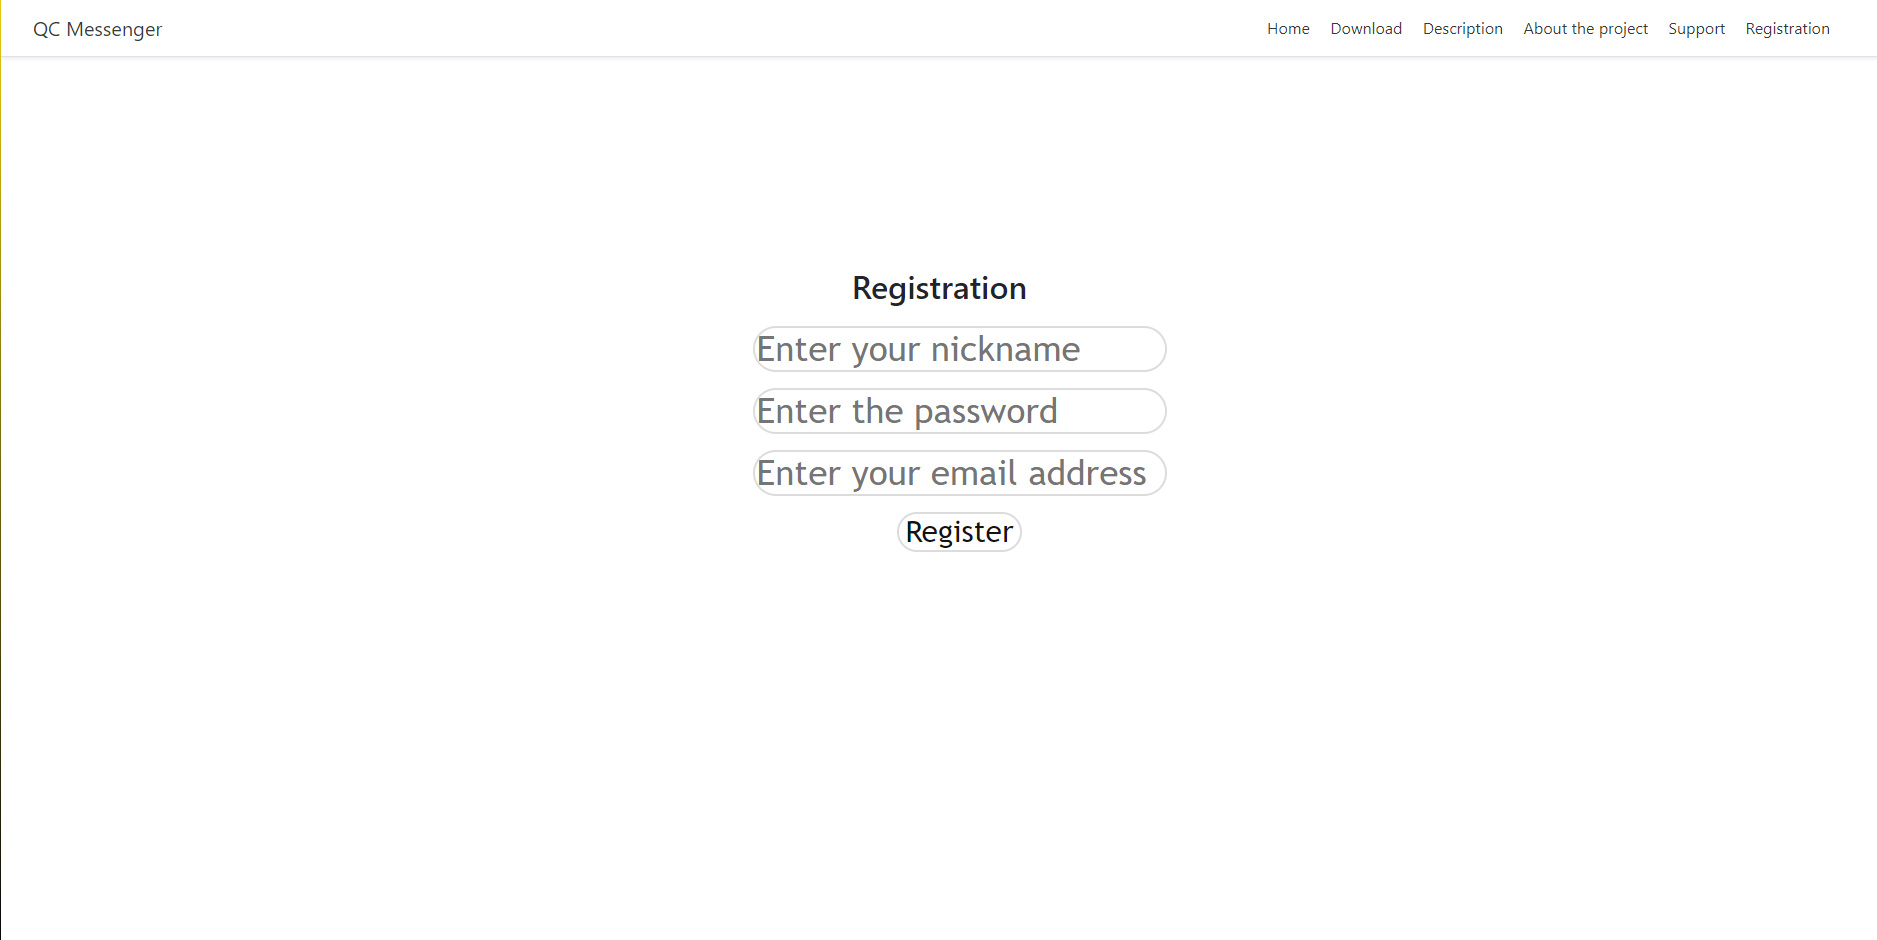 QC Messenger
Home Download Description About the project Support Registration
Registration
Enter your nickname
Enter the password
Enter your email address
Register